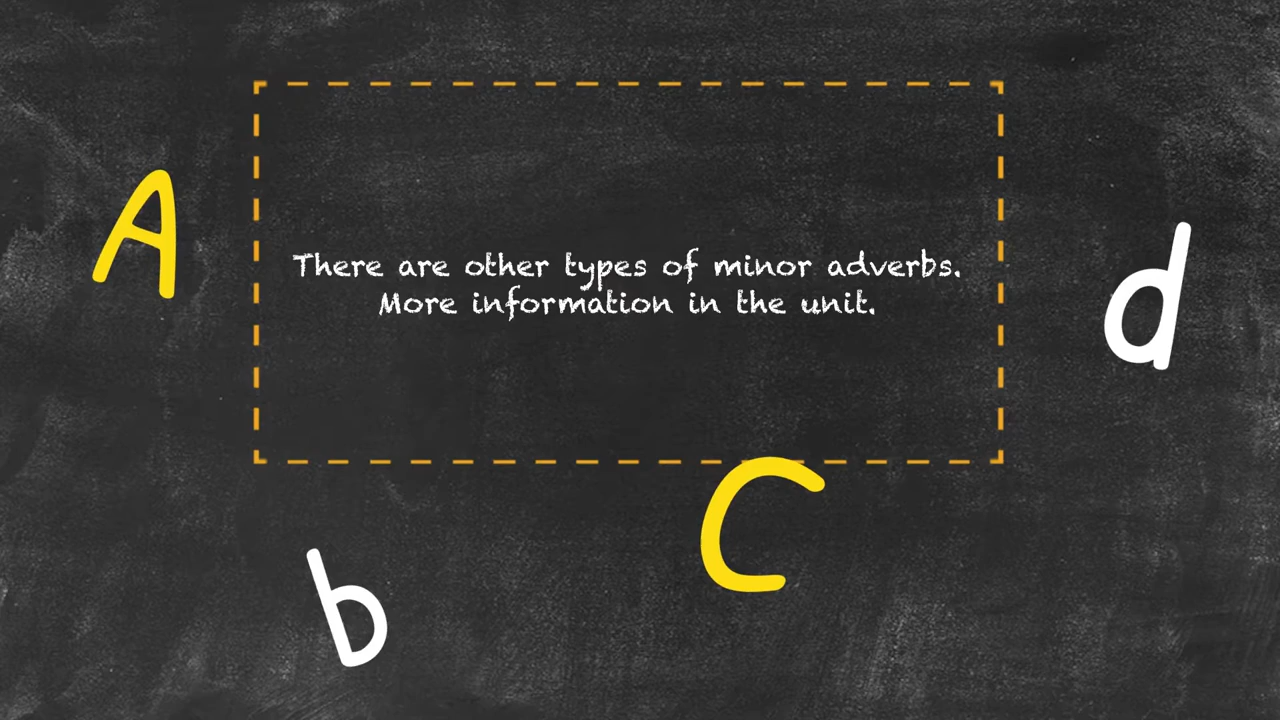 A
There are other types of minor adverbs.
More information in the unit.
d
C
b